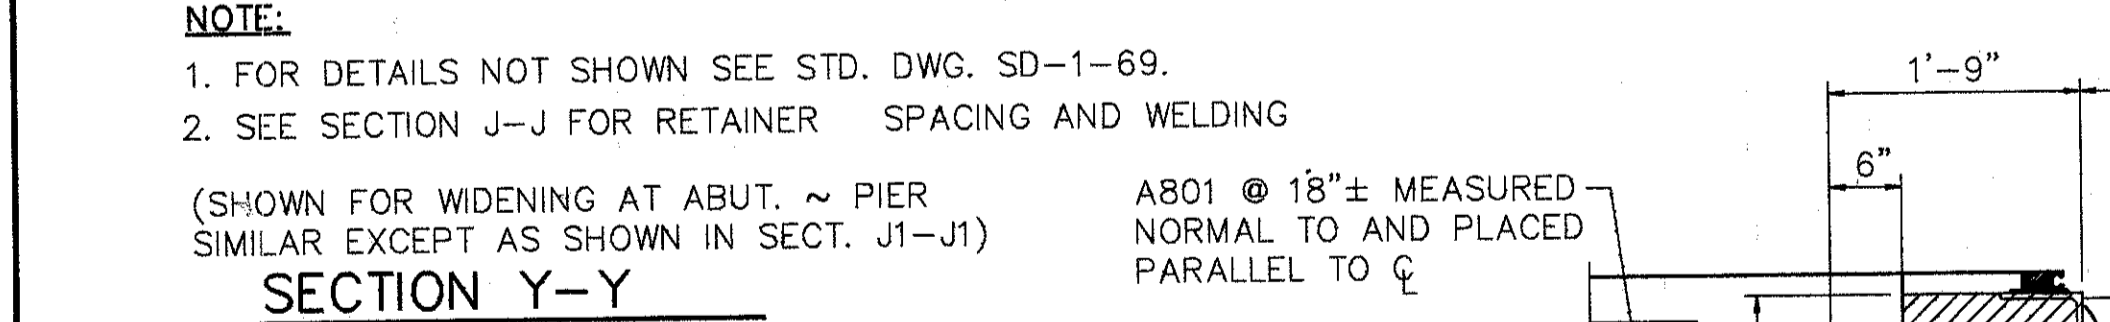 NOTE:
1. FOR DETAILS NOT SHOWN SEE STD. DWG. SD-1-69.
2. SEE SECTION J-J FOR RETAINER SPACING AND WELDING
(SHOWN FOR WIDENING AT ABUT. ~ PIER
SIMILAR EXCEPT AS SHOWN IN SECT. J1-J1)
SECTION Y-Y
A801 @ 18"± MEASURED
NORMAL TO AND PLACED
PARALLEL TO ℄
1'-9"
6"